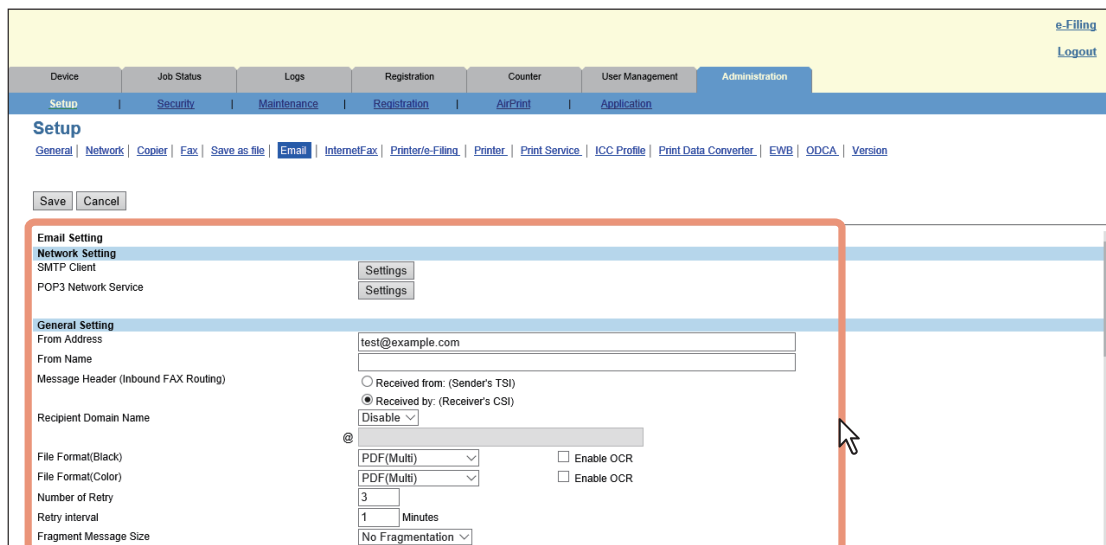 e-Filing
Logout
Device Job Status Logs Registration Counter User Management Administration
Setup | Security | Maintenance | Registration | AirPrint | Application
Setup
General | Network | Copier | Fax | Save as file | Email | InternetFax | Printer/e-Filing | Printer | Print Service | ICC Profile | Print Data Converter | EWB | ODCA | Version
Save Cancel
Email Setting
Network Setting
SMTP Client Settings
POP3 Network Service Settings
General Setting
From Address test@example.com
From Name
Message Header (Inbound FAX Routing) Received from: (Sender's TSI)
Received by: (Receiver's CSI)
Recipient Domain Name Disable
@
File Format(Black) PDF(Multi) Enable OCR
File Format(Color) PDF(Multi) Enable OCR
Number of Retry 3
Retry interval 1 Minutes
Fragment Message Size No Fragmentation